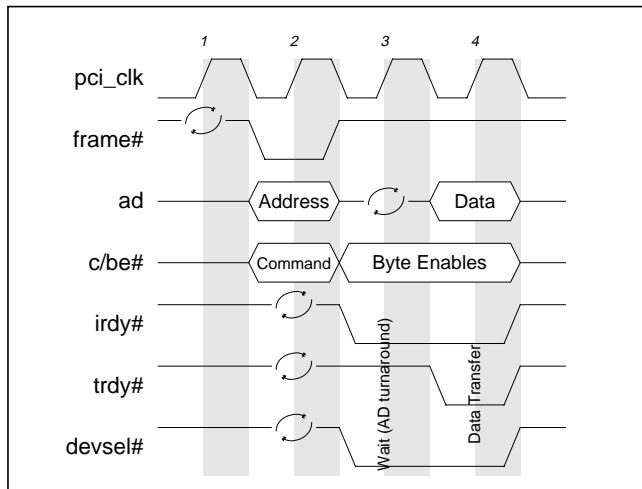 1 2 3 4
pci_clk
frame#
ad
Address
Data
c/be#
Command
Byte Enables
irdy#
trdy#
devsel#
Wait (AD turnaround)
Data Transfer